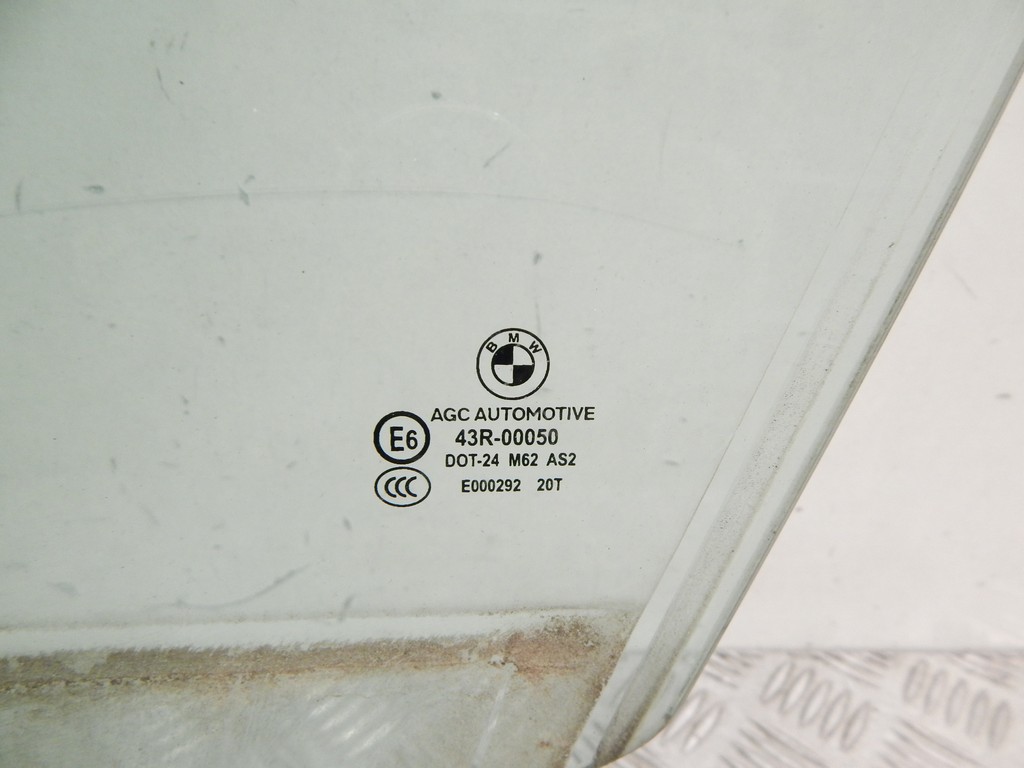 BMW
AGC AUTOMOTIVE
E6 43R-00050
DOT-24 M62 AS2
CCC E000292 20T